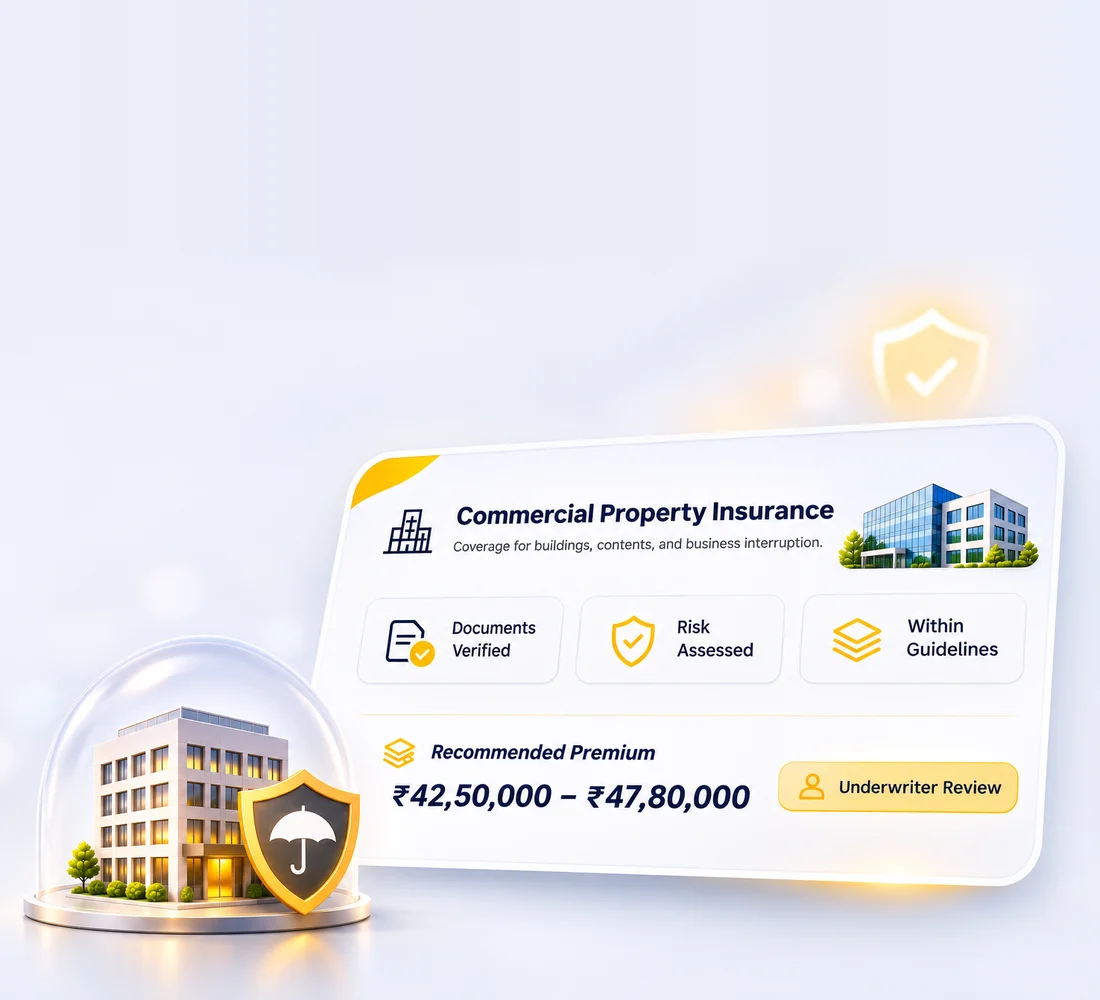 Commercial Property Insurance
Coverage for buildings, contents, and business interruption.
Documents
Verified
Risk
Assessed
Within
Guidelines
Recommended Premium
₹42,50,000 – ₹47,80,000
Underwriter Review